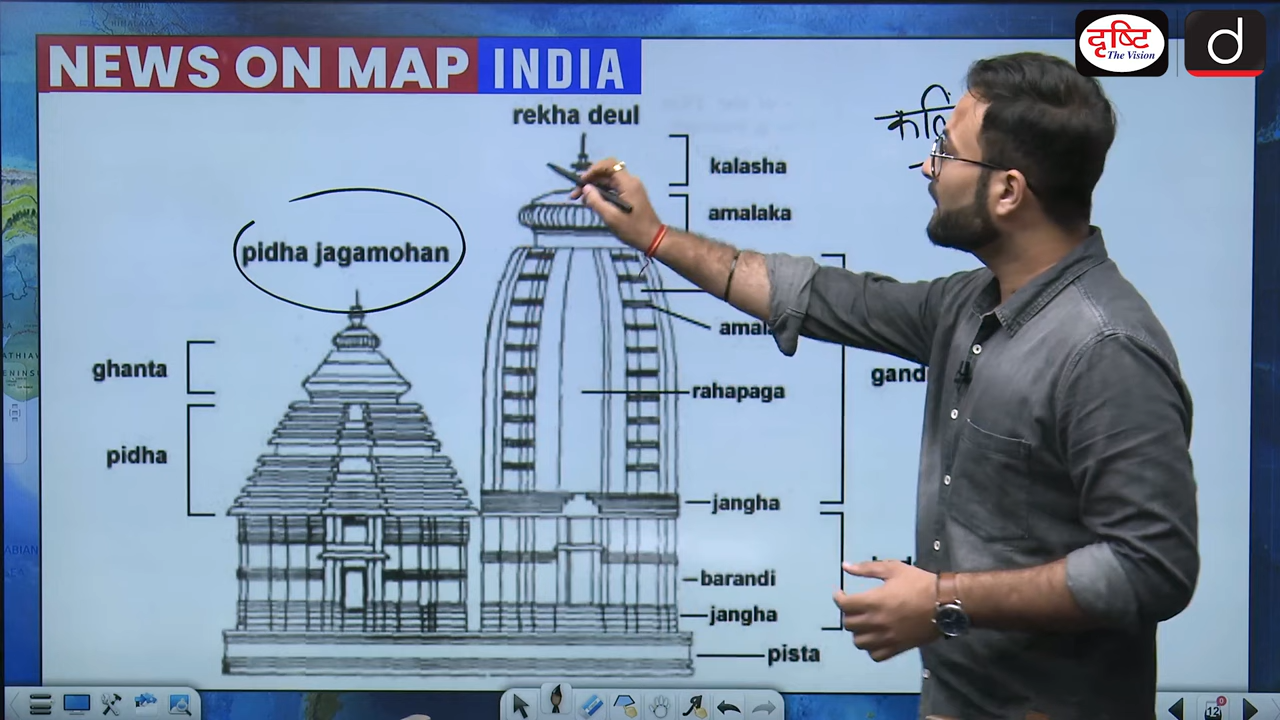 NEWS ON MAP INDIA
दृष्टि
The Vision
d
rekha deul
kalasha
amalaka
pidha jagamohan
ghanta
pidha
rahapaga
jangha
barandi
jangha
pista